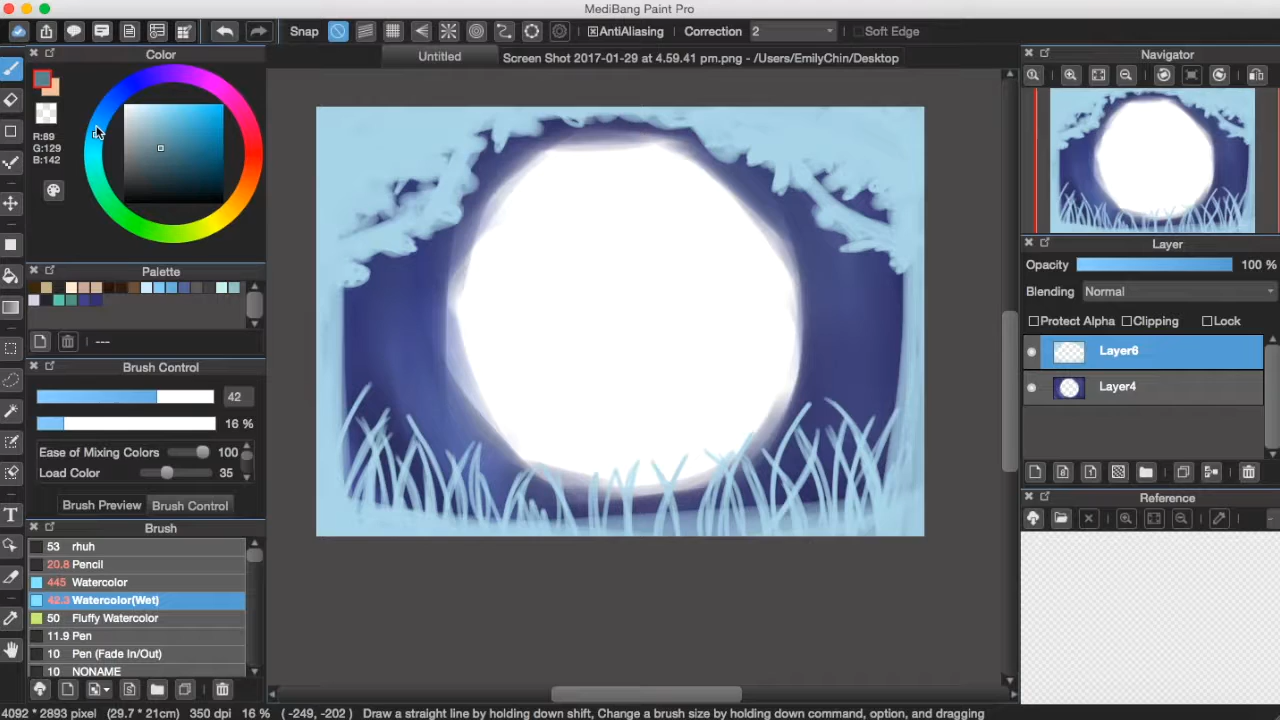 MediBang Paint Pro
Snap
AntiAliasing
Correction 2
Soft Edge
Untitled
Screen Shot 2017-01-29 at 4.59.41 pm.png - /Users/EmilyChin/Desktop
Color
R:89
G:129
B:142
Palette
---
Brush Control
42
16 %
Ease of Mixing Colors 100
Load Color 35
Brush Preview Brush Control
Brush
53 rhuh
20.8 Pencil
445 Watercolor
42.3 Watercolor(Wet)
50 Fluffy Watercolor
11.9 Pen
10 Pen (Fade In/Out)
10 NONAME
Navigator
Layer
Opacity 100 %
Blending Normal
Protect Alpha Clipping Lock
Layer6
Layer4
Reference
4092 * 2893 pixel (29.7 * 21cm) 350 dpi 16 % ( -249, -202 ) Draw a straight line by holding down shift, Change a brush size by holding down command, option, and dragging